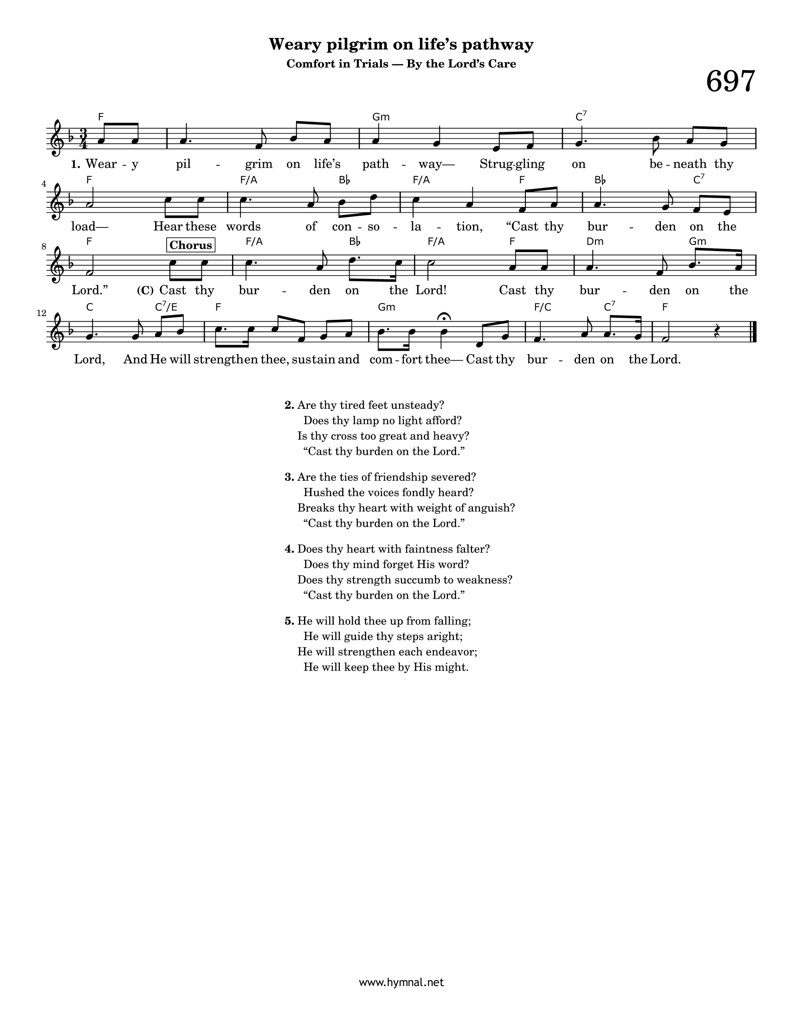 Weary pilgrim on life’s pathway
Comfort in Trials — By the Lord’s Care
697
F Gm C7
1. Wear - y pil - grim on life’s path - way— Strug-gling on be - neath thy
4 F F/A B♭ F/A F B♭ C7
load— Hear these words of con - so - la - tion, “Cast thy bur - den on the
8 F Chorus F/A B♭ F/A F Dm Gm
Lord.” (C) Cast thy bur - den on the Lord! Cast thy bur - den on the
12 C C7/E F Gm F/C C7 F
Lord, And He will strengthen thee, sustain and com - fort thee— Cast thy bur - den on the Lord.
2. Are thy tired feet unsteady?
Does thy lamp no light afford?
Is thy cross too great and heavy?
“Cast thy burden on the Lord.”
3. Are the ties of friendship severed?
Hushed the voices fondly heard?
Breaks thy heart with weight of anguish?
“Cast thy burden on the Lord.”
4. Does thy heart with faintness falter?
Does thy mind forget His word?
Does thy strength succumb to weakness?
“Cast thy burden on the Lord.”
5. He will hold thee up from falling;
He will guide thy steps aright;
He will strengthen each endeavor;
He will keep thee by His might.
www.hymnal.net